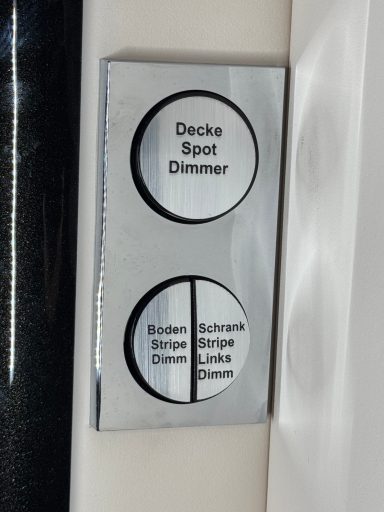 Decke
Spot
Dimmer
Boden
Stripe
Dimm
Schrank
Stripe
Links
Dimm